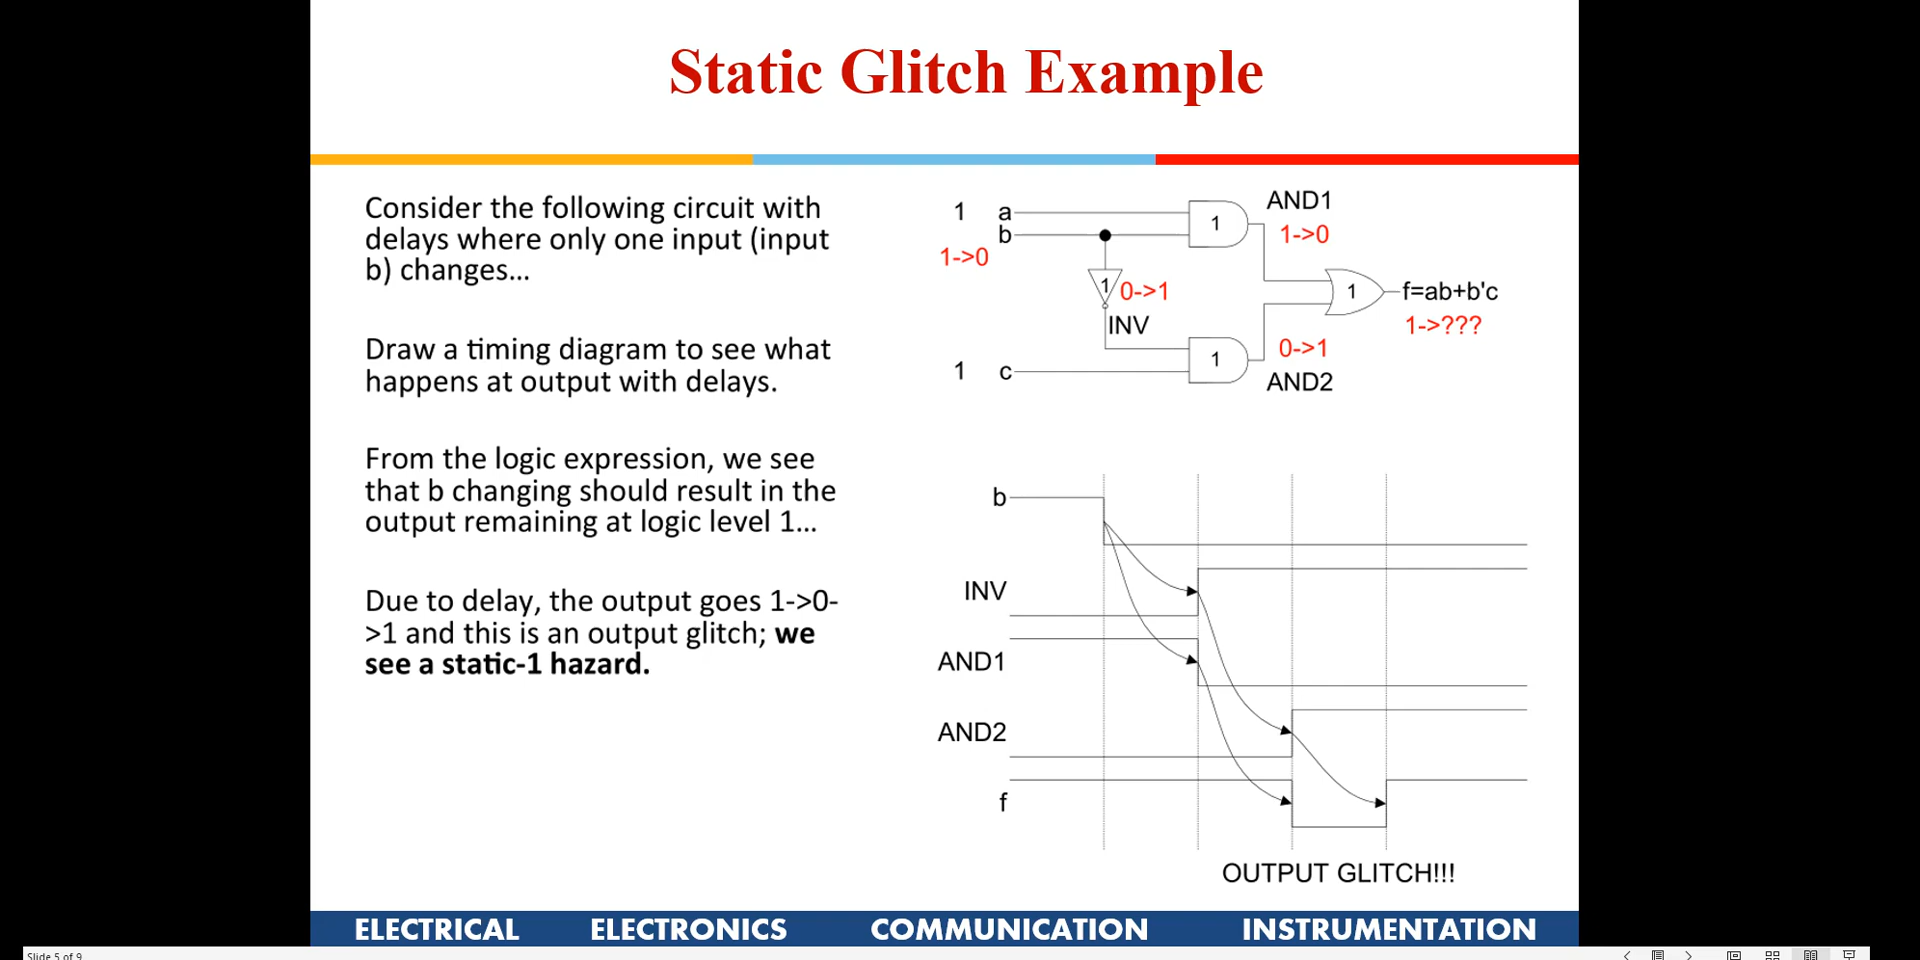 Static Glitch Example
Consider the following circuit with
delays where only one input (input
b) changes...
Draw a timing diagram to see what
happens at output with delays.
From the logic expression, we see
that b changing should result in the
output remaining at logic level 1...
Due to delay, the output goes 1->0-
>1 and this is an output glitch; we
see a static-1 hazard.
1 a
b
1->0
1
AND1
1->0
1
0->1
INV
1
f=ab+b'c
1->???
1 c
1
0->1
AND2
b
INV
AND1
AND2
f
OUTPUT GLITCH!!!
ELECTRICAL ELECTRONICS COMMUNICATION INSTRUMENTATION
Slide 5 of 9